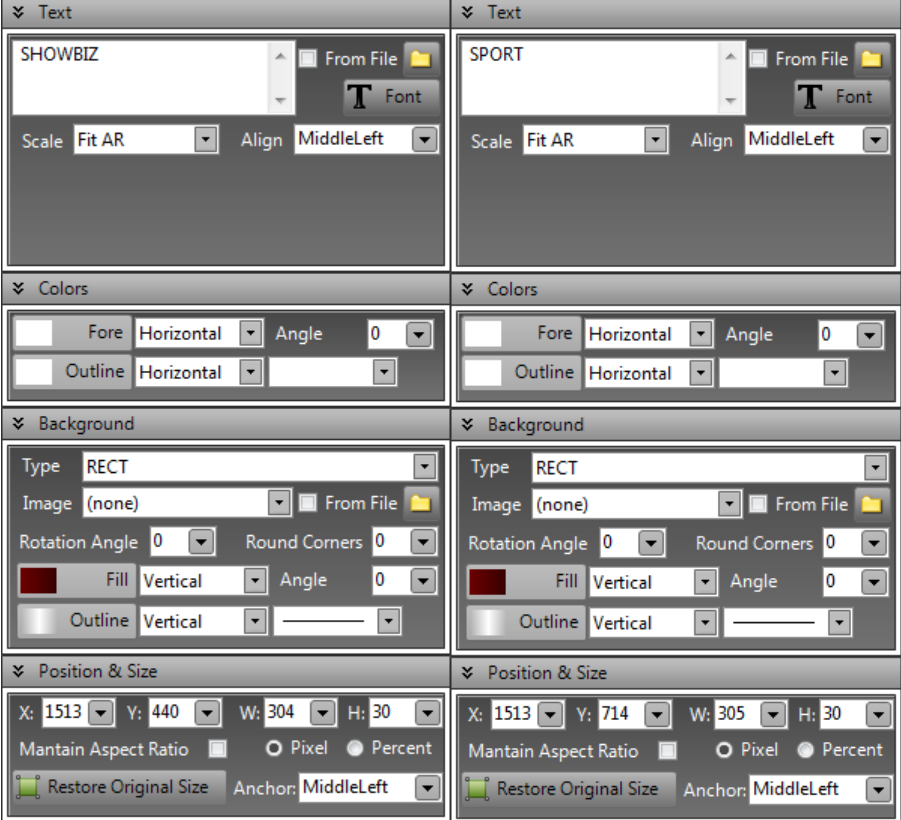 Text
SHOWBIZ
From File
Font
Scale Fit AR Align MiddleLeft
Colors
Fore Horizontal Angle 0
Outline Horizontal
Background
Type RECT
Image (none) From File
Rotation Angle 0 Round Corners 0
Fill Vertical Angle 0
Outline Vertical
Position & Size
X: 1513 Y: 440 W: 304 H: 30
Mantain Aspect Ratio Pixel Percent
Restore Original Size Anchor: MiddleLeft
Text
SPORT
From File
Font
Scale Fit AR Align MiddleLeft
Colors
Fore Horizontal Angle 0
Outline Horizontal
Background
Type RECT
Image (none) From File
Rotation Angle 0 Round Corners 0
Fill Vertical Angle 0
Outline Vertical
Position & Size
X: 1513 Y: 714 W: 305 H: 30
Mantain Aspect Ratio Pixel Percent
Restore Original Size Anchor: MiddleLeft